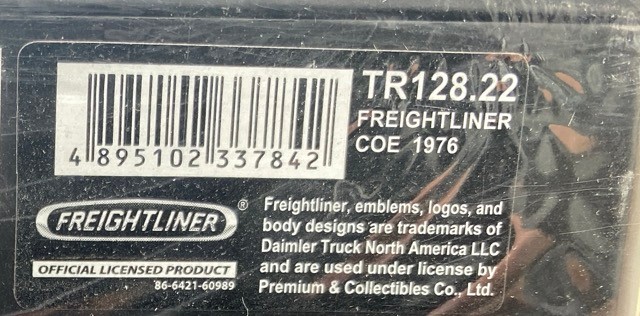 4 895102 337842
TR128.22
FREIGHTLINER
COE 1976
FREIGHTLINER®
OFFICIAL LICENSED PRODUCT
86-6421-60989
Freightliner, emblems, logos, and
body designs are trademarks of
Daimler Truck North America LLC
and are used under license by
Premium & Collectibles Co., Ltd.